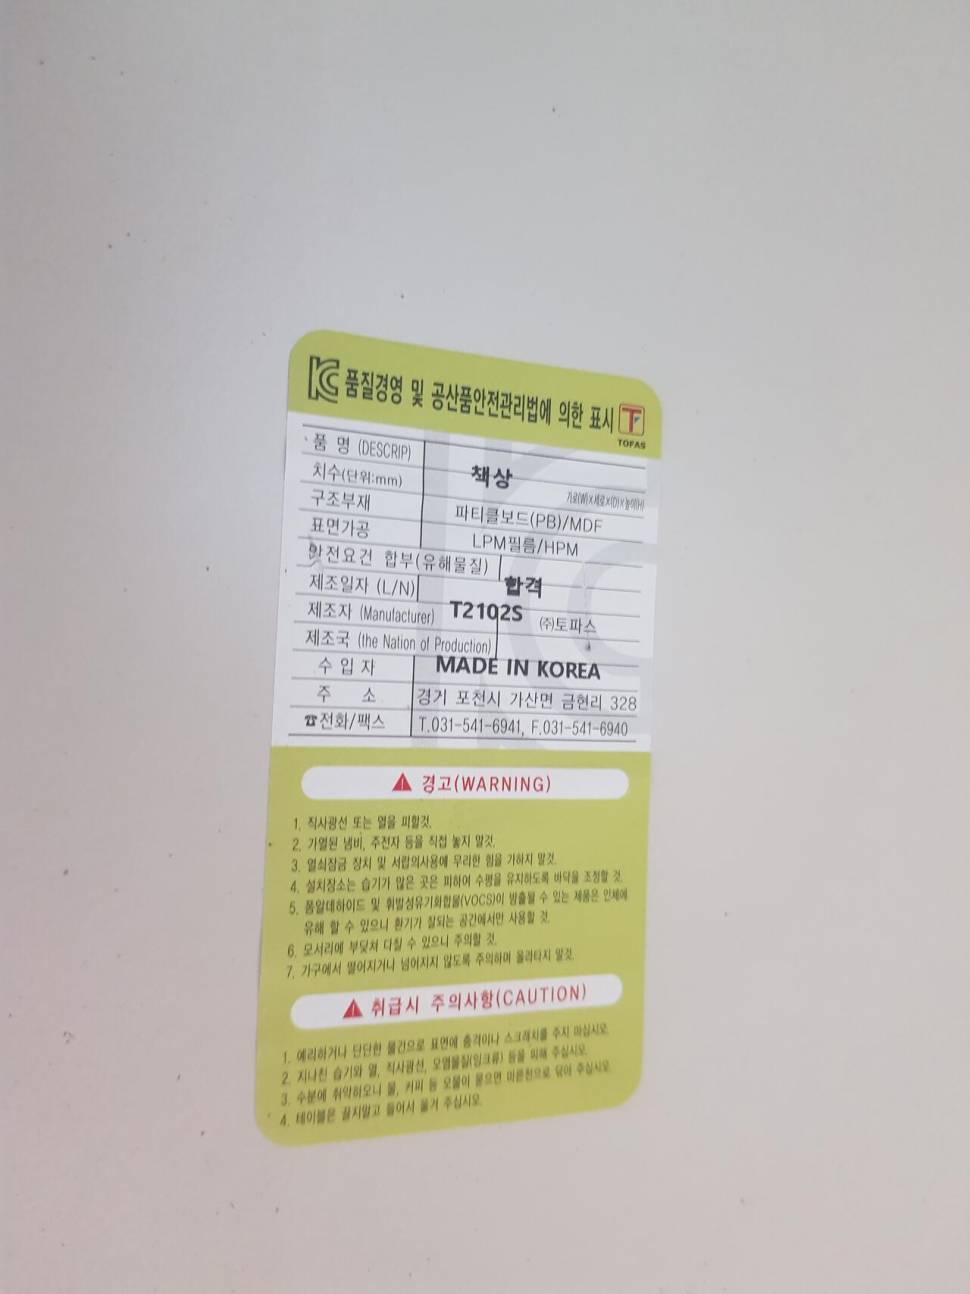 KC 품질경영 및 공산품안전관리법에 의한 표시 T
TOFAS
품 명 (DESCRIP) 책상
치수(단위:mm) 가로(W)×세로×(D)×높이(H)
구조부재 파티클보드(PB)/MDF
표면가공 LPM필름/HPM
안전요건 합부(유해물질) 합격
제조일자 (L/N) T2102S
제조자 (Manufacturer) ㈜토파스
제조국 (the Nation of Production) MADE IN KOREA
수 입 자
주 소 경기 포천시 가산면 금현리 328
☎전화/팩스 T.031-541-6941, F.031-541-6940
경고(WARNING)
1. 직사광선 또는 열을 피할것.
2. 가열된 냄비, 주전자 등을 직접 놓지 말것.
3. 열쇠잠금 장치 및 서랍의사용에 무리한 힘을 가하지 말것.
4. 설치장소는 습기가 많은 곳은 피하여 수평을 유지하도록 바닥을 조정할 것.
5. 폼알데하이드 및 휘발성유기화합물(VOCS)이 방출될 수 있는 제품은 인체에
유해 할 수 있으니 환기가 잘되는 공간에서만 사용할 것.
6. 모서리에 부딪쳐 다칠 수 있으니 주의할 것.
7. 가구에서 떨어지거나 넘어지지 않도록 주의하며 올라타지 말것.
취급시 주의사항(CAUTION)
1. 예리하거나 단단한 물건으로 표면에 충격이나 스크래치를 주지 마십시오.
2. 지나친 습기와 열, 직사광선, 오염물질(잉크류) 등을 피해 주십시오.
3. 수분에 취약하오니 물, 커피 등 오물이 묻으면 마른천으로 닦아 주십시오.
4. 테이블은 끌지말고 들어서 옮겨 주십시오.